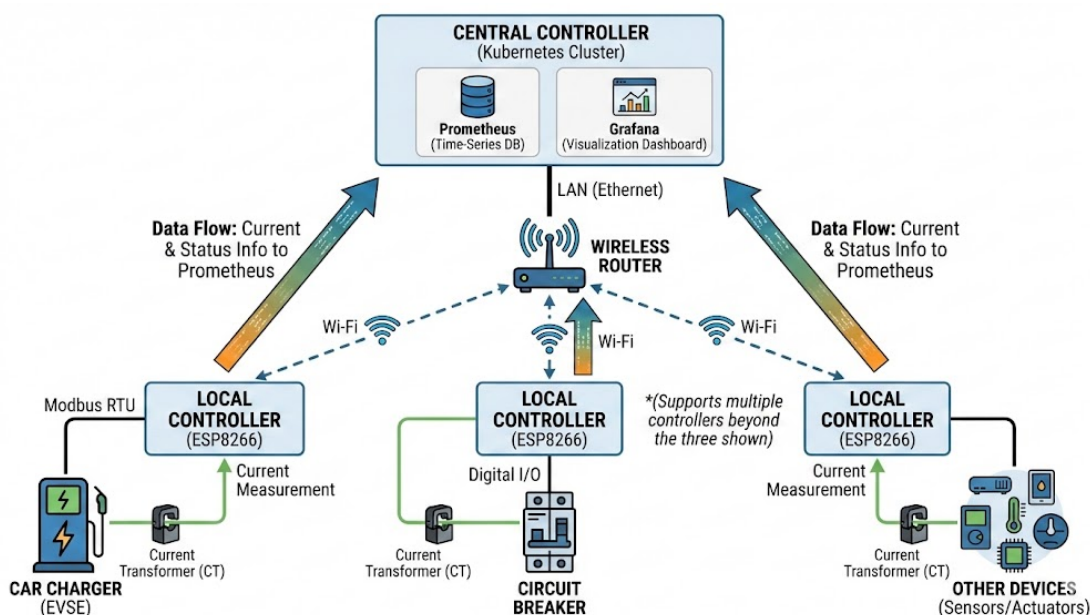 CENTRAL CONTROLLER
(Kubernetes Cluster)
Prometheus
(Time-Series DB)
Grafana
(Visualization Dashboard)
LAN (Ethernet)
Data Flow: Current
& Status Info to
Prometheus
WIRELESS
ROUTER
Data Flow: Current
& Status Info to
Prometheus
Wi-Fi
Wi-Fi
Wi-Fi
Modbus RTU
LOCAL
CONTROLLER
(ESP8266)
LOCAL
CONTROLLER
(ESP8266)
*(Supports multiple
controllers beyond
the three shown)
LOCAL
CONTROLLER
(ESP8266)
Current
Measurement
Digital I/O
Current
Measurement
Current
Transformer (CT)
Current
Transformer (CT)
Current
Transformer (CT)
CAR CHARGER
(EVSE)
CIRCUIT
BREAKER
OTHER DEVICES
(Sensors/Actuators)